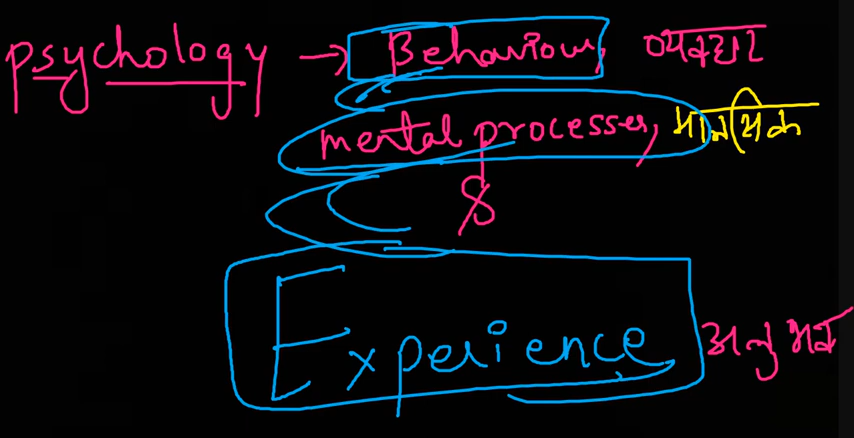 psychology → Behaviour, व्यवहार
mental processes, मानसिक
&
Experience, अनुभव